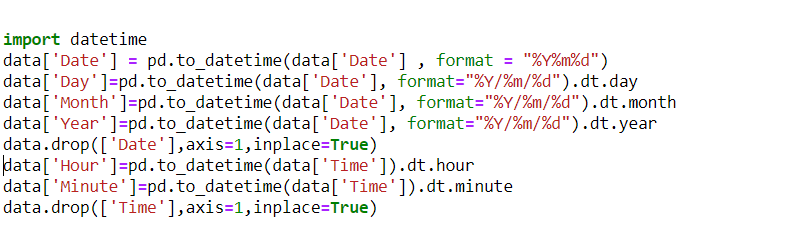 import datetime
data['Date'] = pd.to_datetime(data['Date'] , format = "%Y%m%d")
data['Day']=pd.to_datetime(data['Date'], format="%Y/%m/%d").dt.day
data['Month']=pd.to_datetime(data['Date'], format="%Y/%m/%d").dt.month
data['Year']=pd.to_datetime(data['Date'], format="%Y/%m/%d").dt.year
data.drop(['Date'],axis=1,inplace=True)
data['Hour']=pd.to_datetime(data['Time']).dt.hour
data['Minute']=pd.to_datetime(data['Time']).dt.minute
data.drop(['Time'],axis=1,inplace=True)